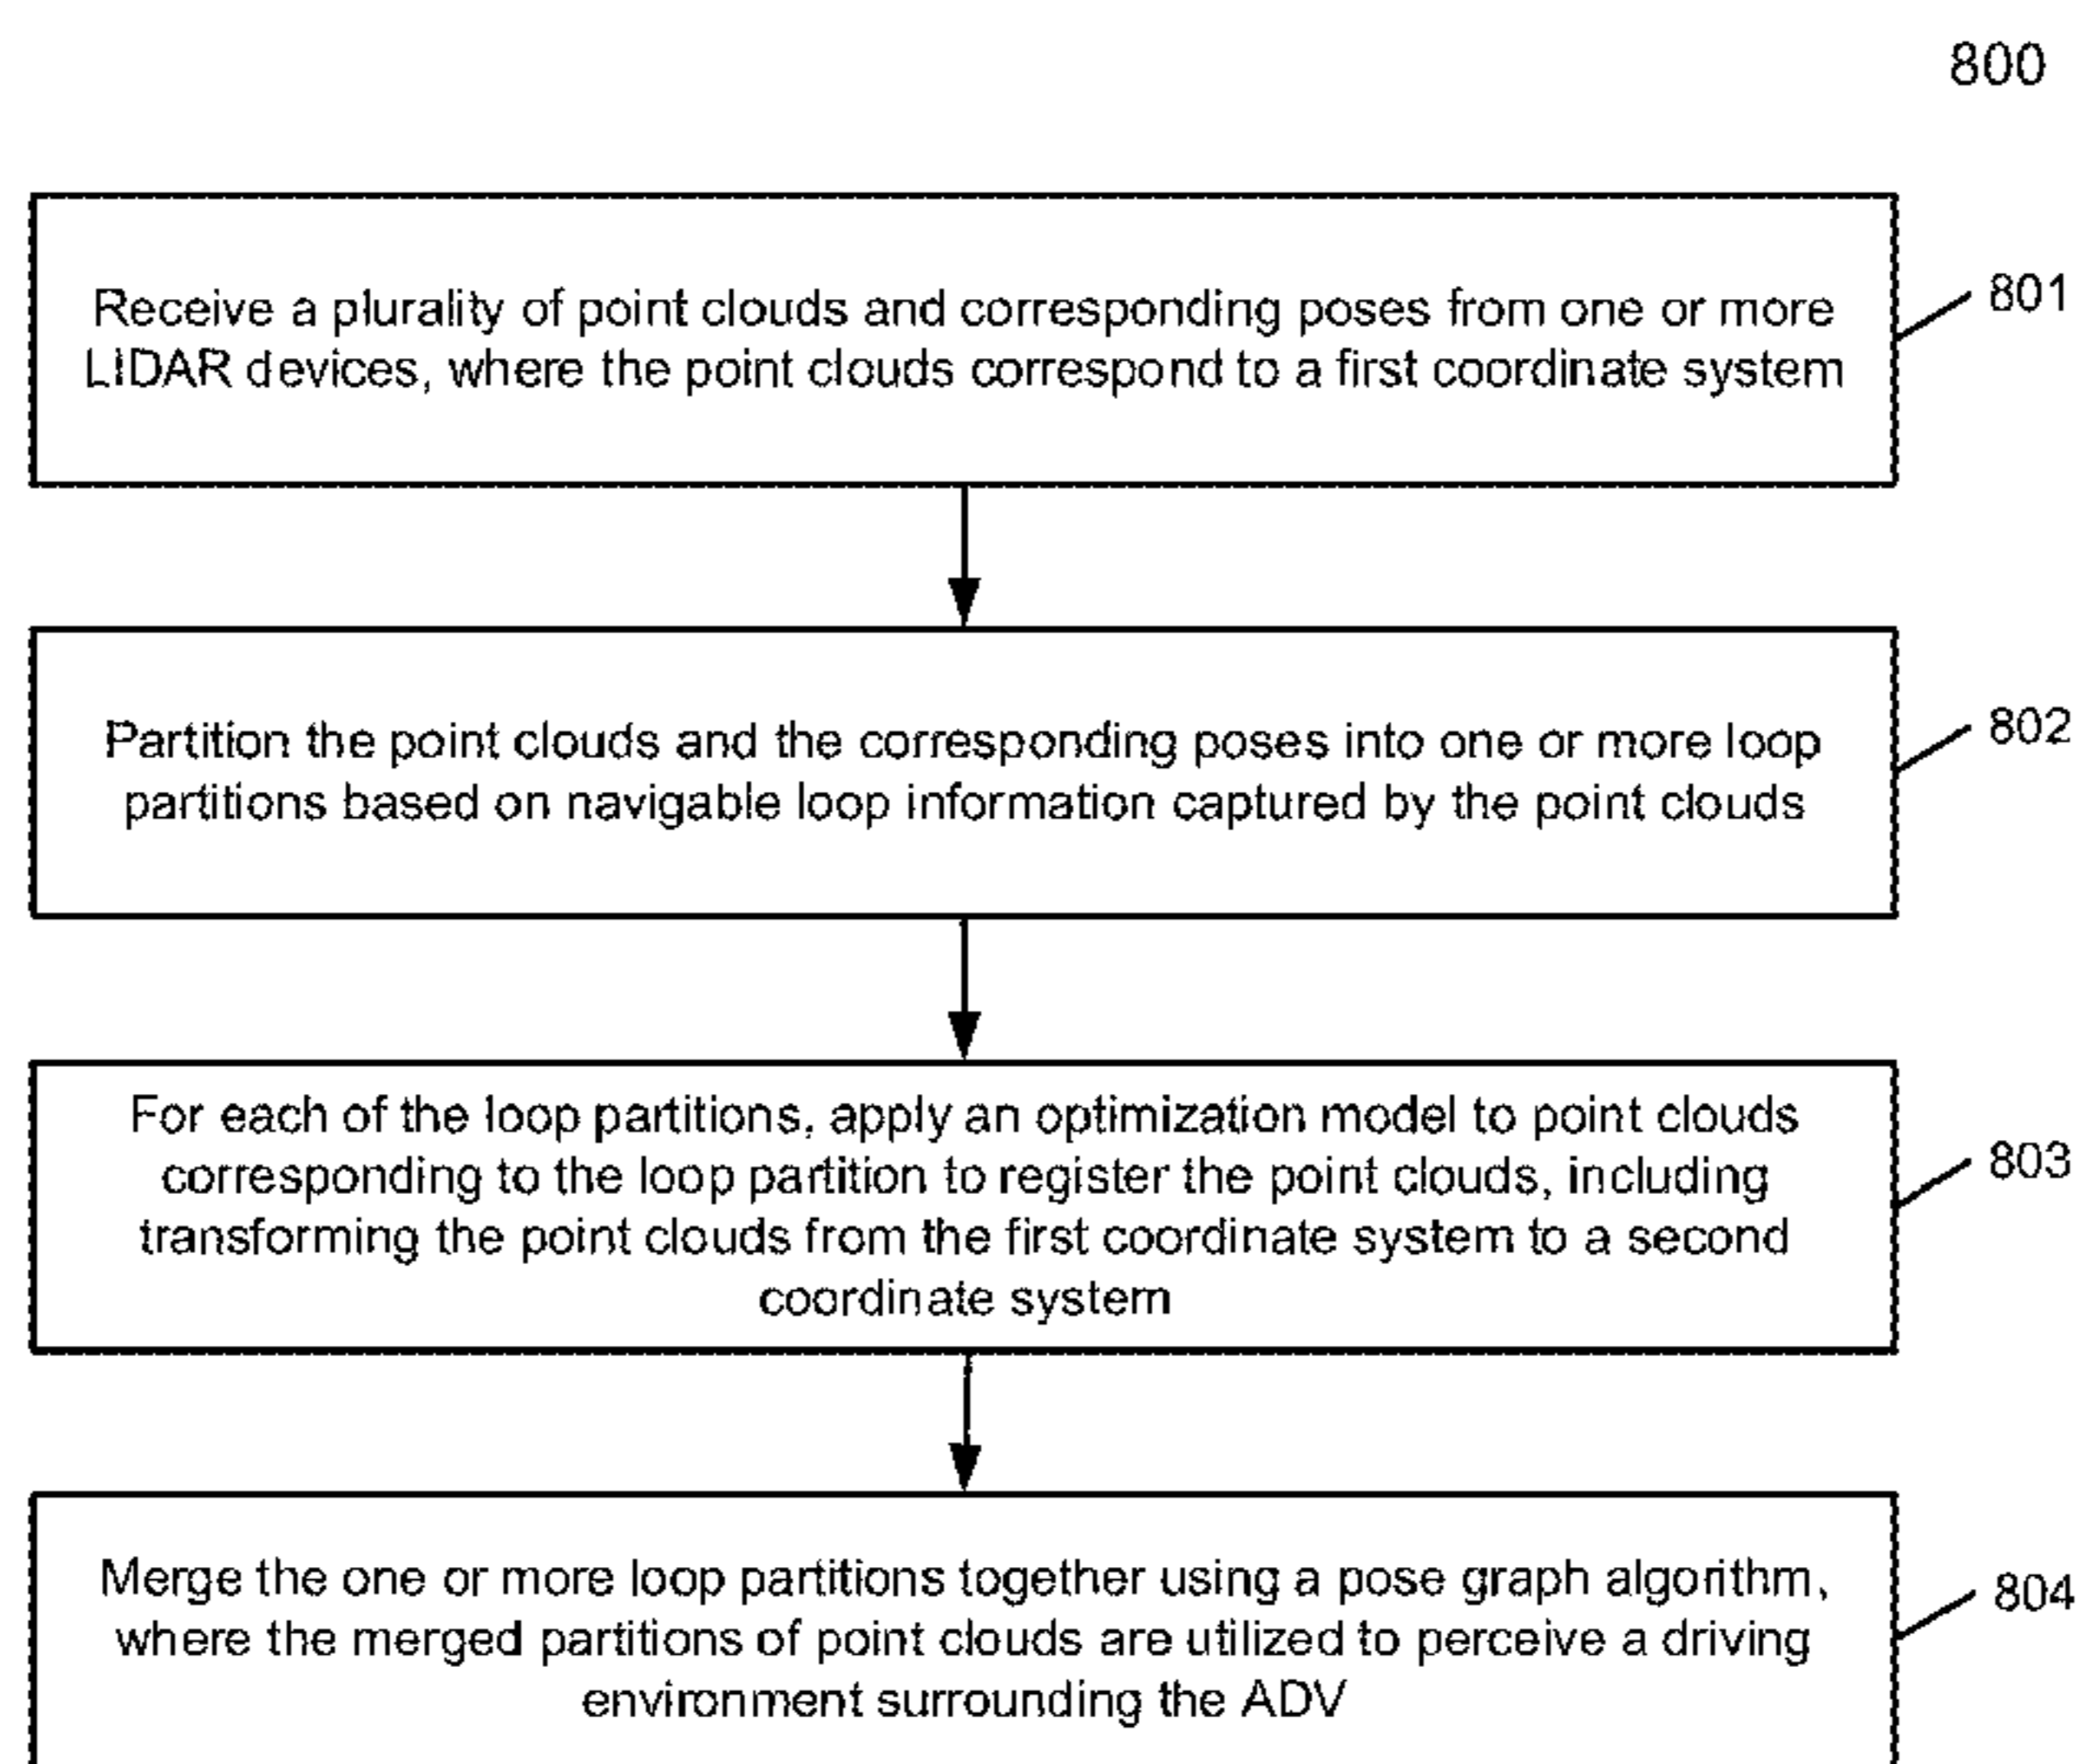 800
Receive a plurality of point clouds and corresponding poses from one or more
LIDAR devices, where the point clouds correspond to a first coordinate system
801
Partition the point clouds and the corresponding poses into one or more loop
partitions based on navigable loop information captured by the point clouds
802
For each of the loop partitions, apply an optimization model to point clouds
corresponding to the loop partition to register the point clouds, including
transforming the point clouds from the first coordinate system to a second
coordinate system
803
Merge the one or more loop partitions together using a pose graph algorithm,
where the merged partitions of point clouds are utilized to perceive a driving
environment surrounding the ADV
804